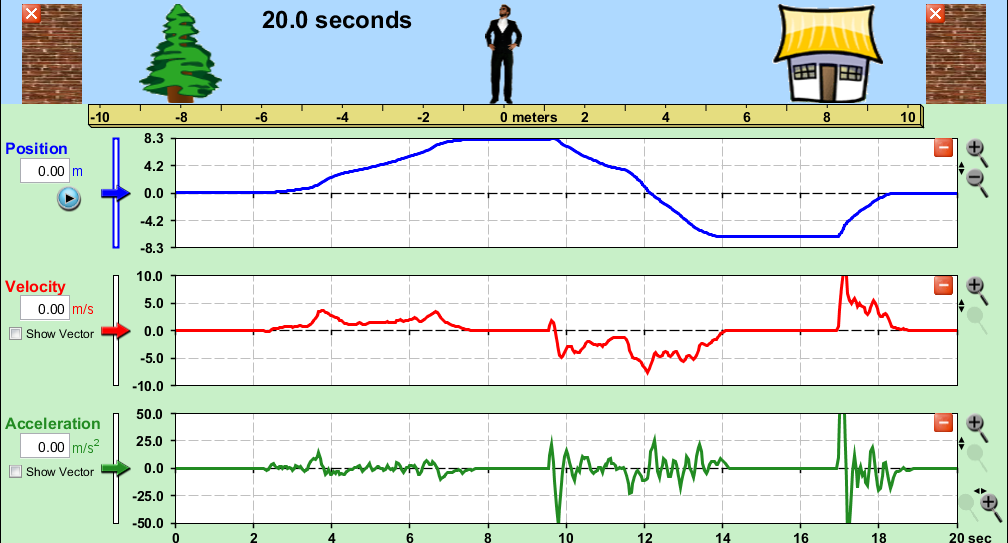 20.0 seconds
-10 -8 -6 -4 -2 0 meters 2 4 6 8 10
Position
0.00 m
8.3
4.2
0.0
-4.2
-8.3
Velocity
0.00 m/s
Show Vector
10.0
5.0
0.0
-5.0
-10.0
Acceleration
0.00 m/s²
Show Vector
50.0
25.0
0.0
-25.0
-50.0
0 2 4 6 8 10 12 14 16 18 20 sec